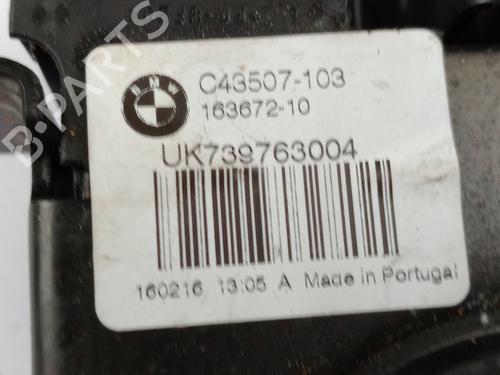 BMW
C43507-103
163672-10
UK739763004
160216 13:05 A Made in Portugal
B-PARTS